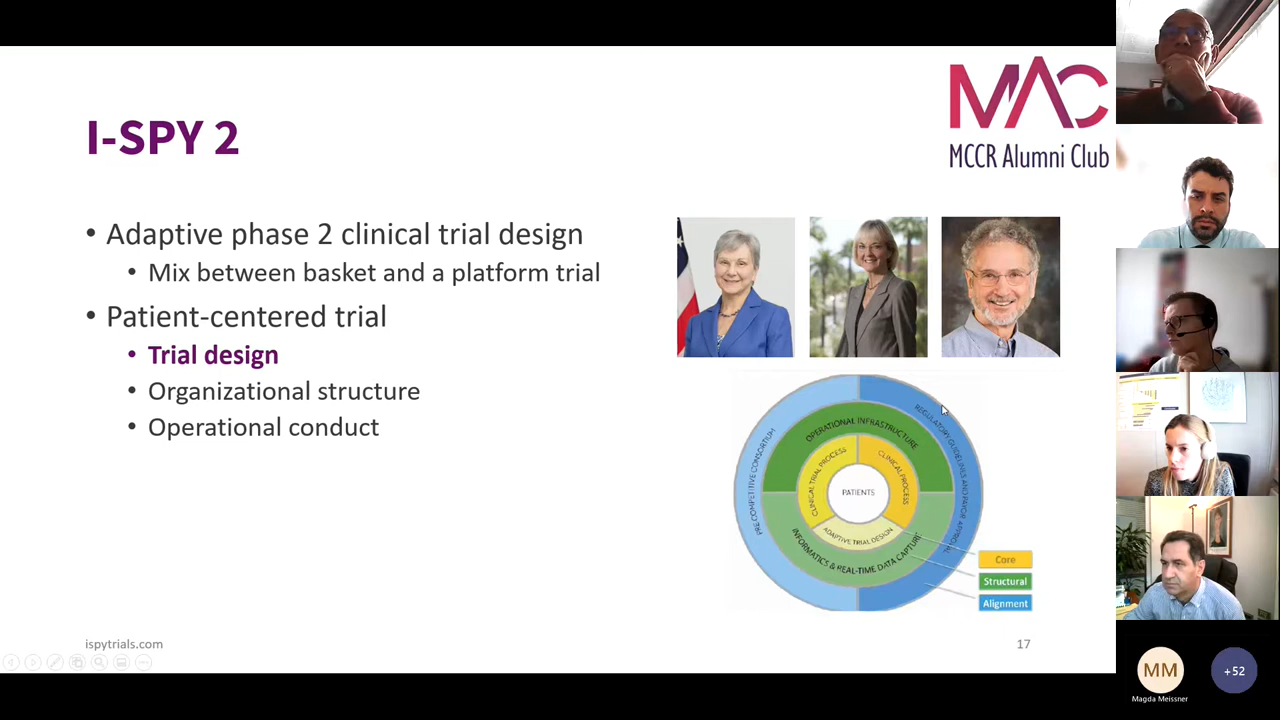 I-SPY 2
MAC
MCCR Alumni Club
• Adaptive phase 2 clinical trial design
• Mix between basket and a platform trial
• Patient-centered trial
• Trial design
• Organizational structure
• Operational conduct
PRE COMPETITIVE CONSORTIUM
REGULATORY GUIDELINES AND PAYOR APPROVAL
OPERATIONAL INFRASTRUCTURE
CLINICAL TRIAL PROCESS
CLINICAL PROCESS
PATIENTS
ADAPTIVE TRIAL DESIGN
INFORMATICS & REAL-TIME DATA CAPTURE
Core
Structural
Alignment
ispytrials.com
17
MM
+52
Magda Meissner